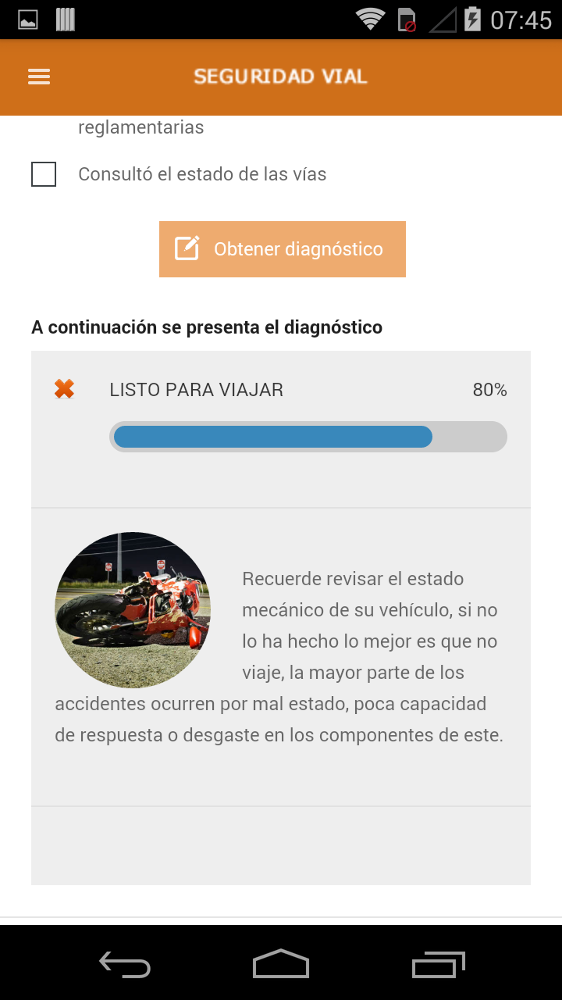 07:45
SEGURIDAD VIAL
reglamentarias
Consultó el estado de las vías
Obtener diagnóstico
A continuación se presenta el diagnóstico
LISTO PARA VIAJAR 80%
Recuerde revisar el estado
mecánico de su vehículo, si no
lo ha hecho lo mejor es que no
viaje, la mayor parte de los
accidentes ocurren por mal estado, poca capacidad
de respuesta o desgaste en los componentes de este.